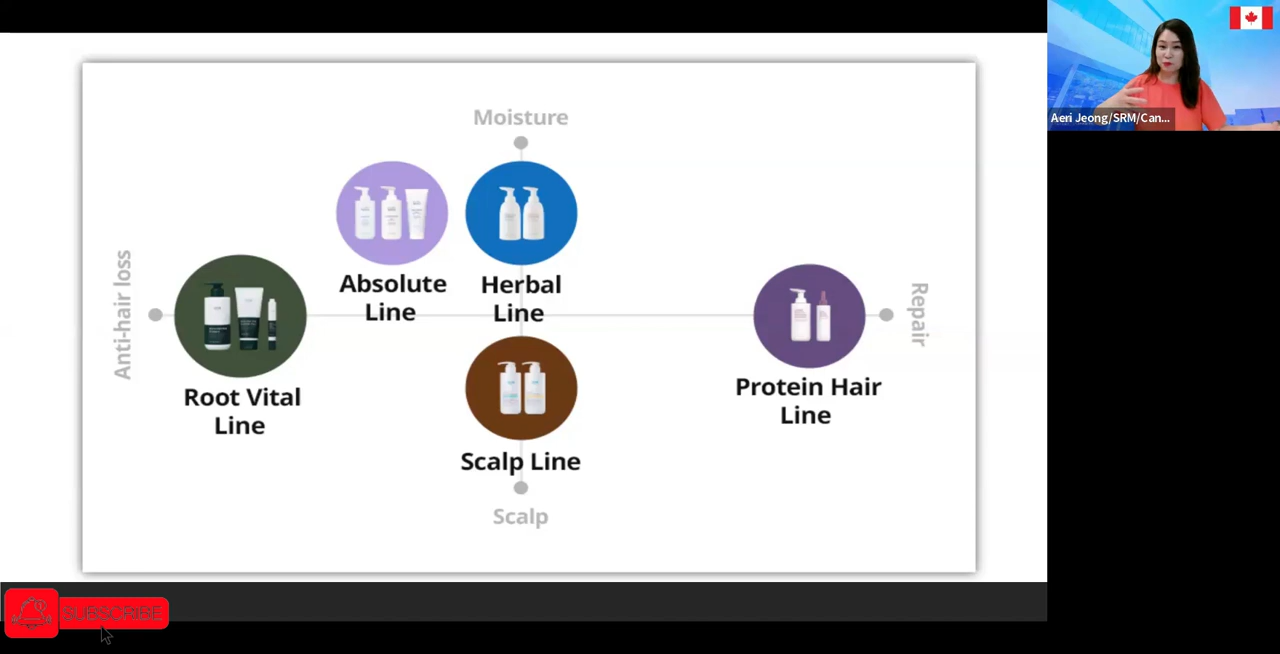 Moisture
Absolute
Line
Herbal
Line
Anti-hair loss
Repair
Root Vital
Line
Protein Hair
Line
Scalp Line
Scalp
Aeri Jeong/SRM/Can...
SUBSCRIBE